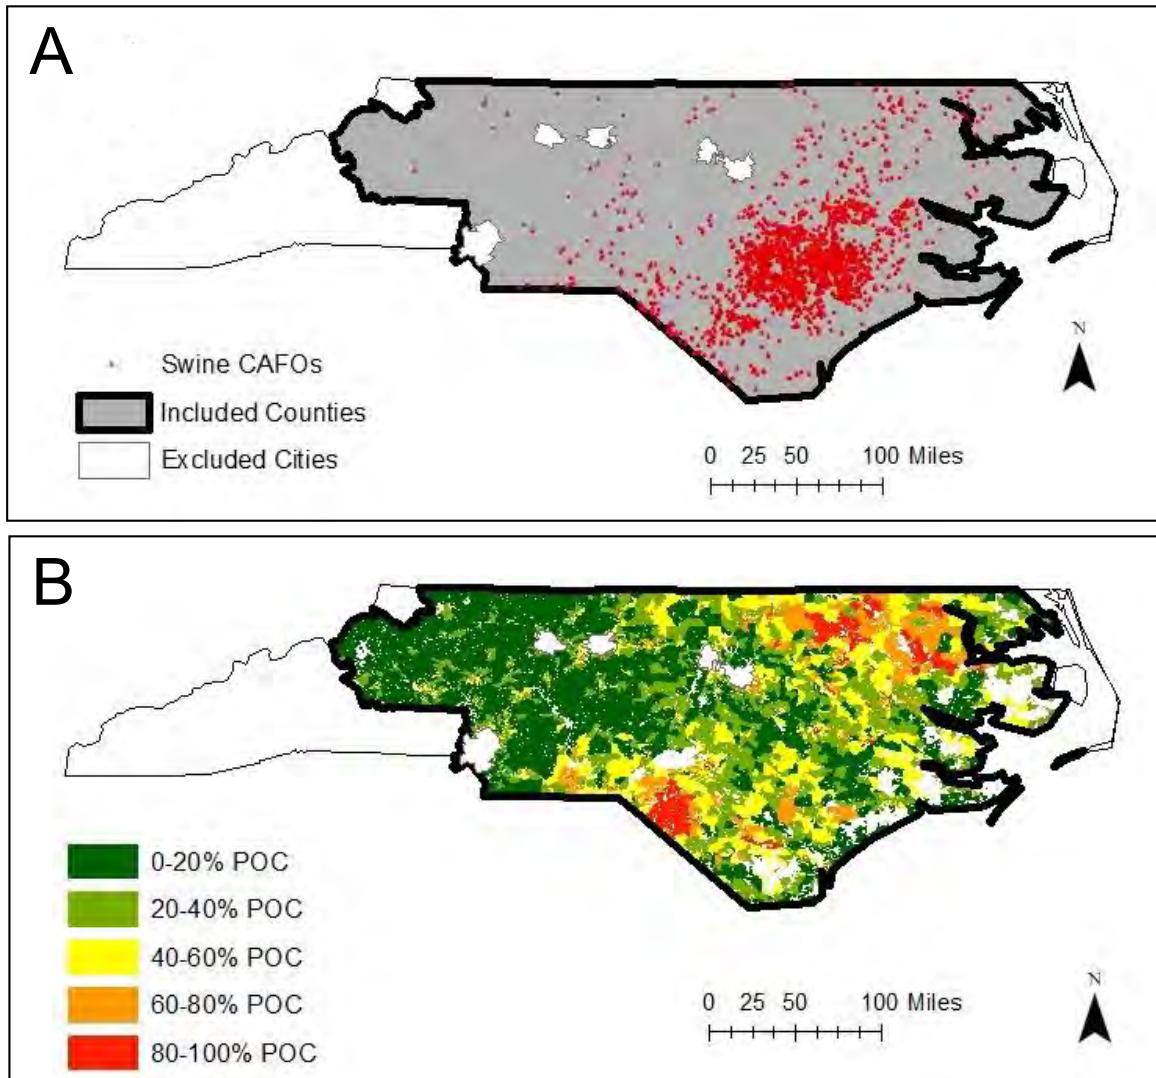 A
N
Swine CAFOs
Included Counties
Excluded Cities
0 25 50 100 Miles
B
N
0-20% POC
20-40% POC
40-60% POC
60-80% POC
80-100% POC
0 25 50 100 Miles